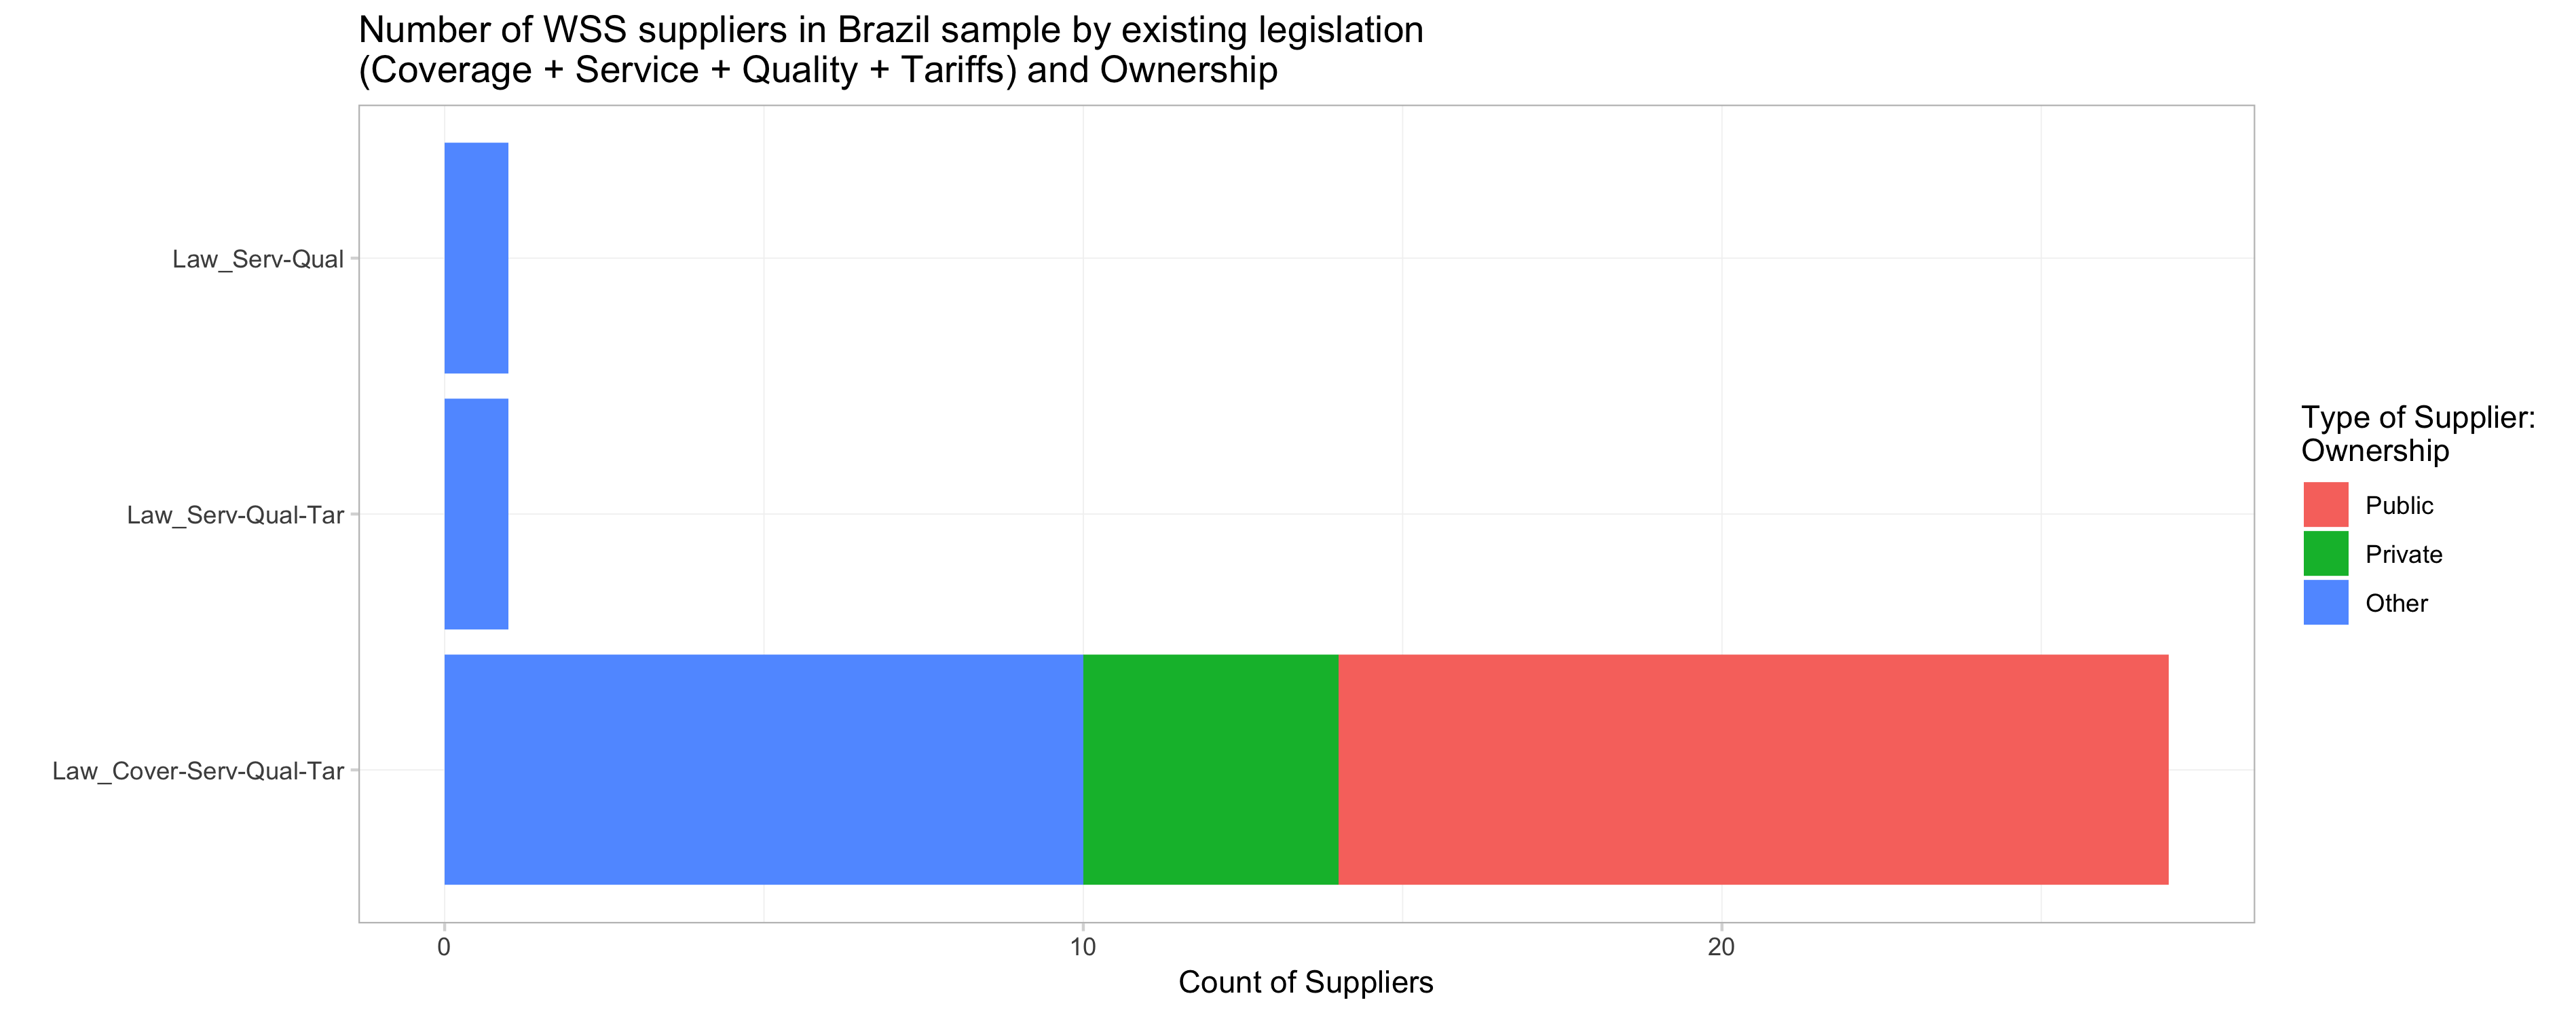 Number of WSS suppliers in Brazil sample by existing legislation
(Coverage + Service + Quality + Tariffs) and Ownership
Law_Serv-Qual
Law_Serv-Qual-Tar
Law_Cover-Serv-Qual-Tar
0
10
20
Count of Suppliers
Type of Supplier:
Ownership
Public
Private
Other